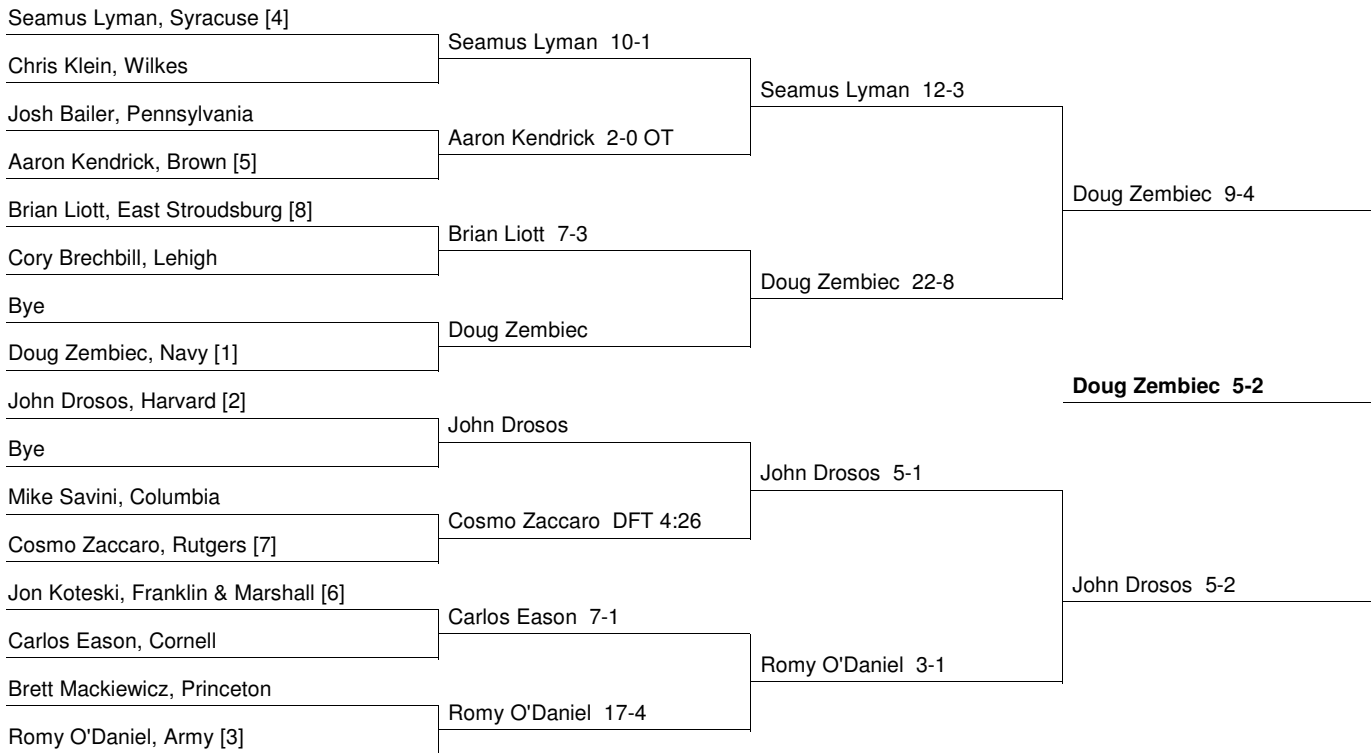 Seamus Lyman, Syracuse [4]
Seamus Lyman 10-1
Chris Klein, Wilkes
Seamus Lyman 12-3
Josh Bailer, Pennsylvania
Aaron Kendrick 2-0 OT
Aaron Kendrick, Brown [5]
Doug Zembiec 9-4
Brian Liott, East Stroudsburg [8]
Brian Liott 7-3
Cory Brechbill, Lehigh
Doug Zembiec 22-8
Bye
Doug Zembiec
Doug Zembiec, Navy [1]
Doug Zembiec 5-2
John Drosos, Harvard [2]
John Drosos
Bye
John Drosos 5-1
Mike Savini, Columbia
Cosmo Zaccaro DFT 4:26
Cosmo Zaccaro, Rutgers [7]
John Drosos 5-2
Jon Koteski, Franklin & Marshall [6]
Carlos Eason 7-1
Carlos Eason, Cornell
Romy O'Daniel 3-1
Brett Mackiewicz, Princeton
Romy O'Daniel 17-4
Romy O'Daniel, Army [3]